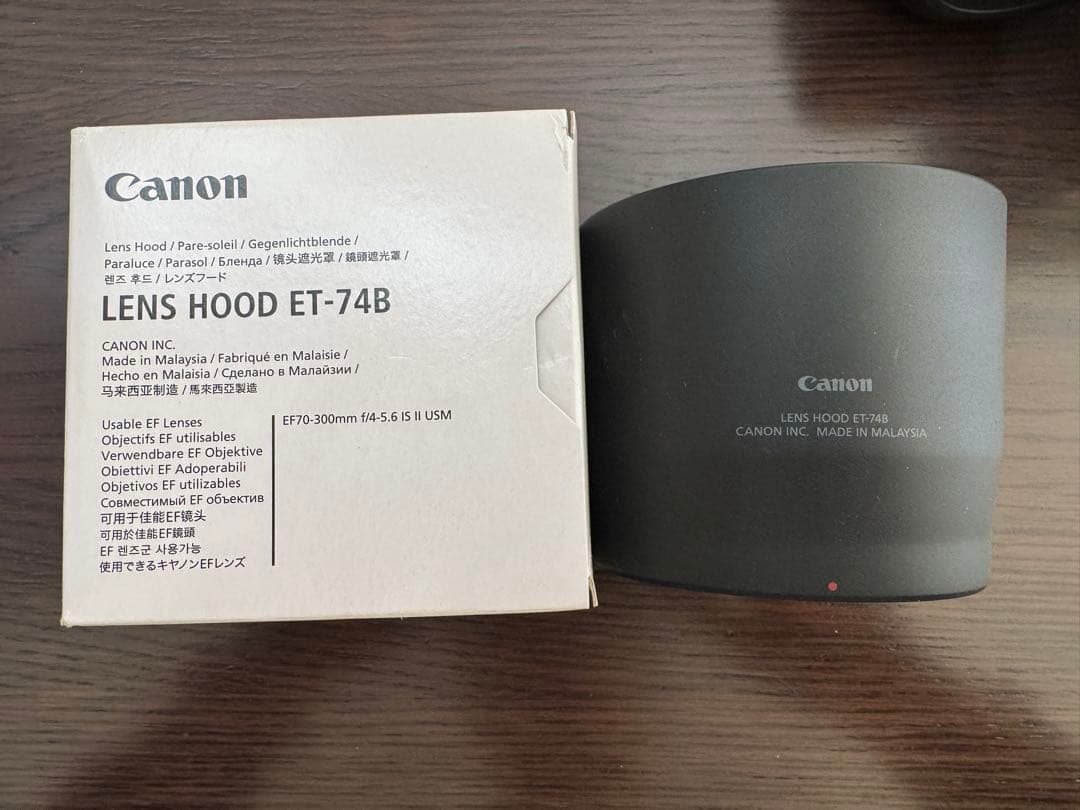 Canon
Lens Hood / Pare-soleil / Gegenlichtblende /
Paraluce / Parasol / Бленда / 镜头遮光罩 / 鏡頭遮光罩 /
렌즈 후드 / レンズフード
LENS HOOD ET-74B
CANON INC.
Made in Malaysia / Fabriqué en Malaisie /
Hecho en Malaisia / Сделано в Малайзии /
马来西亚制造 / 馬來西亞製造
Usable EF Lenses
Objectifs EF utilisables
Verwendbare EF Objektive
Obiettivi EF Adoperabili
Objetivos EF utilizables
Совместимый EF объектив
可用于佳能EF镜头
可用於佳能EF鏡頭
EF 렌즈군 사용가능
使用できるキヤノンEFレンズ
EF70-300mm f/4-5.6 IS II USM
Canon
LENS HOOD ET-74B
CANON INC. MADE IN MALAYSIA